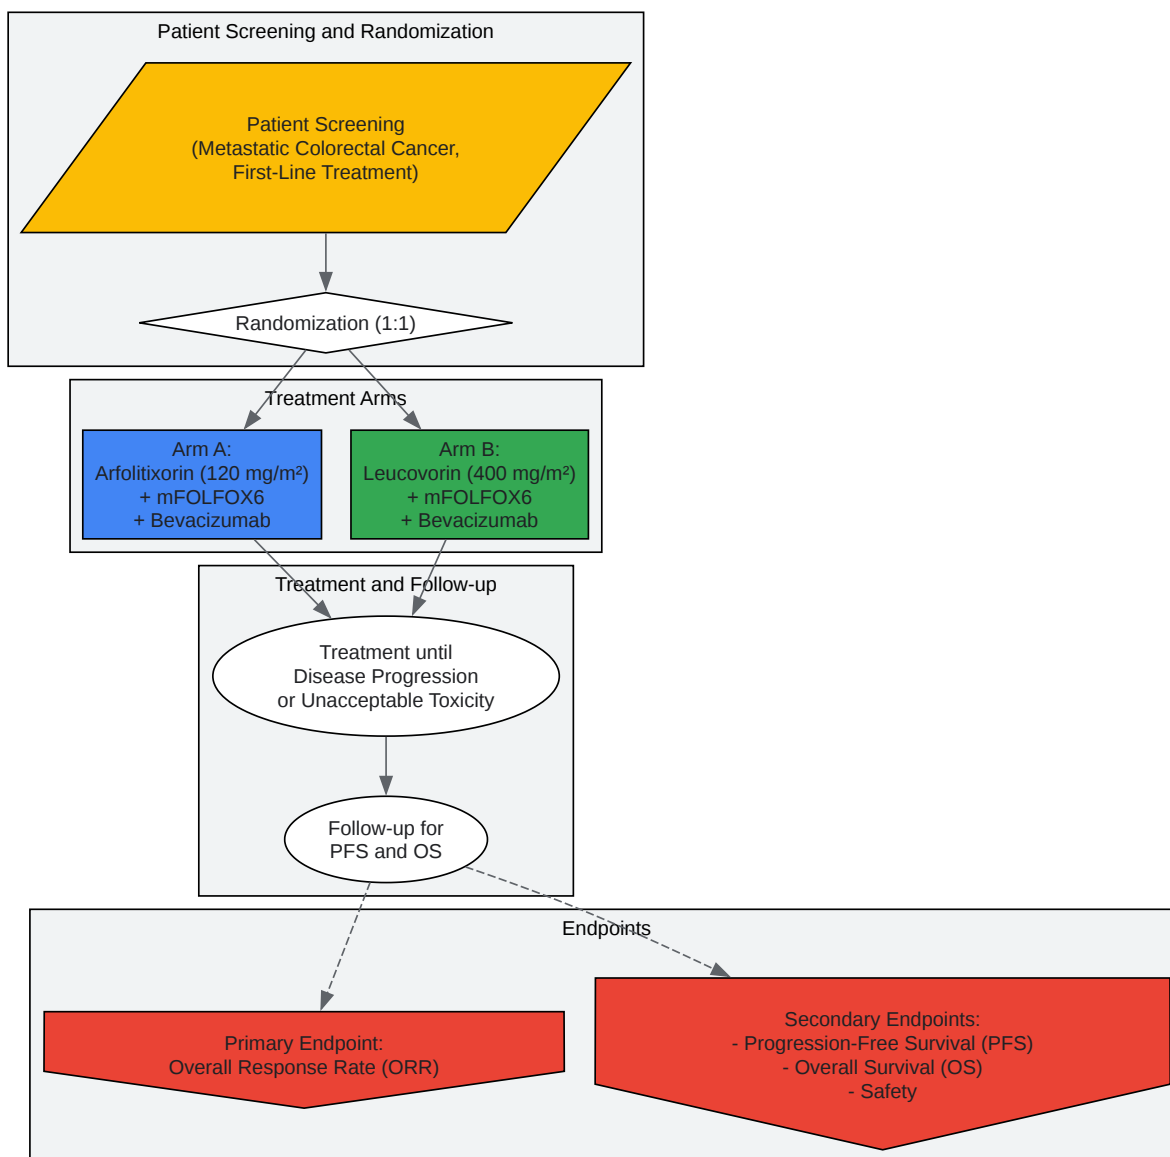 Patient Screening and Randomization
Patient Screening
(Metastatic Colorectal Cancer,
First-Line Treatment)
Randomization (1:1)
Treatment Arms
Arm A:
Arfolitixorin (120 mg/m²)
+ mFOLFOX6
+ Bevacizumab
Arm B:
Leucovorin (400 mg/m²)
+ mFOLFOX6
+ Bevacizumab
Treatment and Follow-up
Treatment until
Disease Progression
or Unacceptable Toxicity
Follow-up for
PFS and OS
Endpoints
Primary Endpoint:
Overall Response Rate (ORR)
Secondary Endpoints:
- Progression-Free Survival (PFS)
- Overall Survival (OS)
- Safety